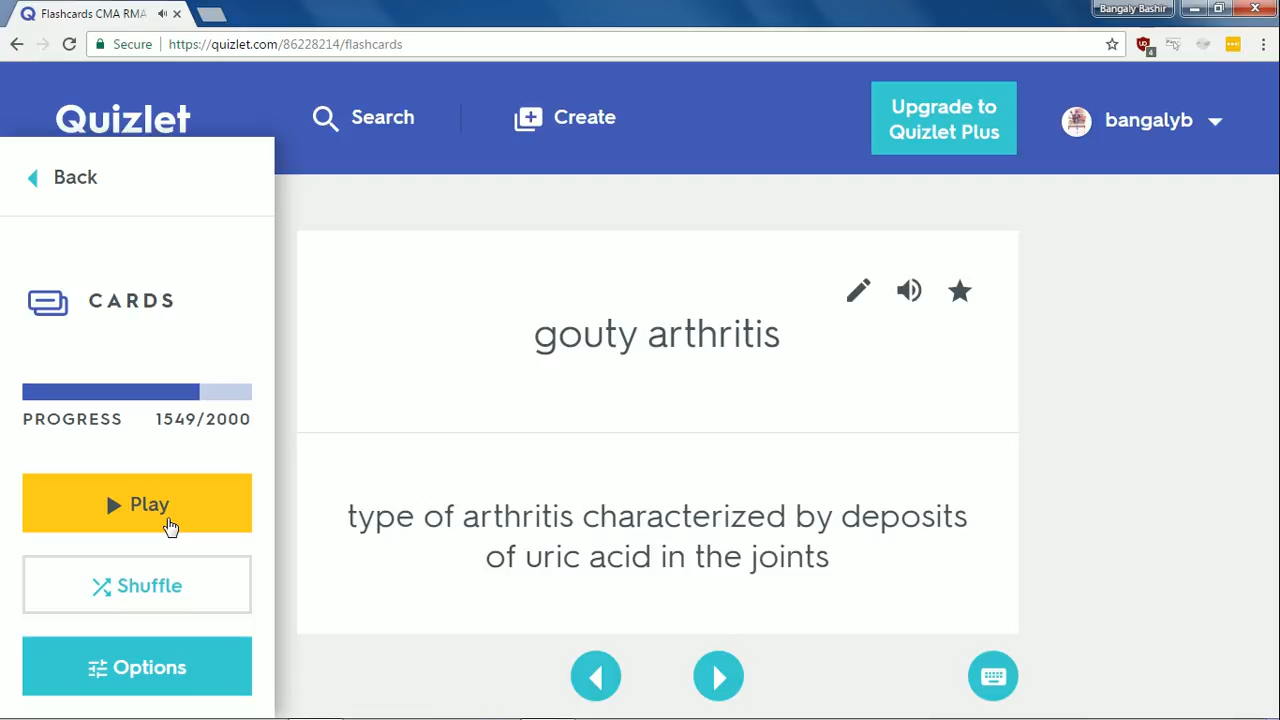 Flashcards CMA RMA
Bangaly Bashir
Secure
https://quizlet.com/86228214/flashcards
4
Quizlet
Search
Create
Upgrade to
Quizlet Plus
bangalyb
Back
CARDS
PROGRESS 1549/2000
Play
Shuffle
Options
gouty arthritis
type of arthritis characterized by deposits
of uric acid in the joints